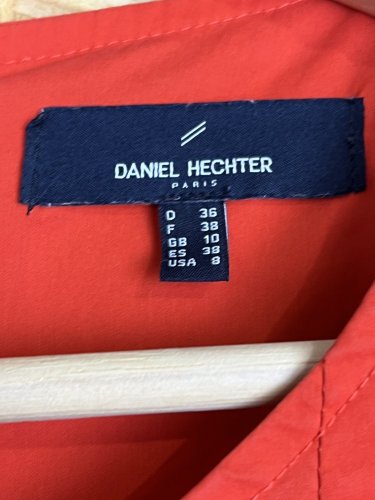 DANIEL HECHTER
PARIS
D 36
F 38
GB 10
ES 38
USA 8